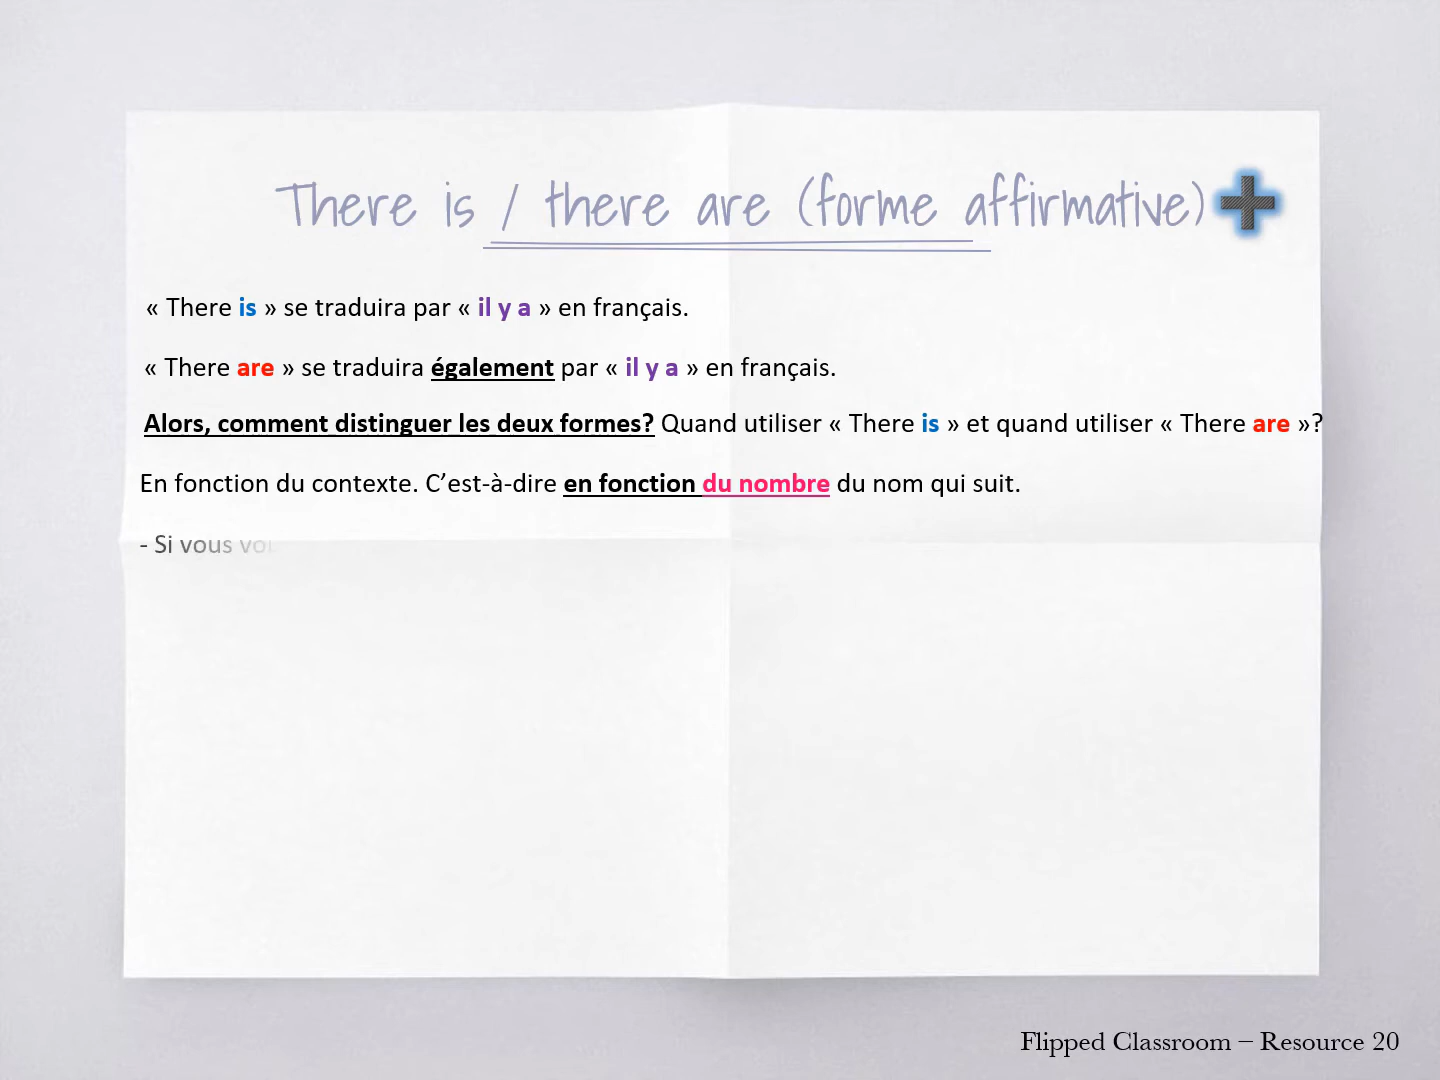 There is / there are (forme affirmative)
« There is » se traduira par « il y a » en français.
« There are » se traduira également par « il y a » en français.
Alors, comment distinguer les deux formes? Quand utiliser « There is » et quand utiliser « There are »?
En fonction du contexte. C’est-à-dire en fonction du nombre du nom qui suit.
- Si vous
Flipped Classroom – Resource 20